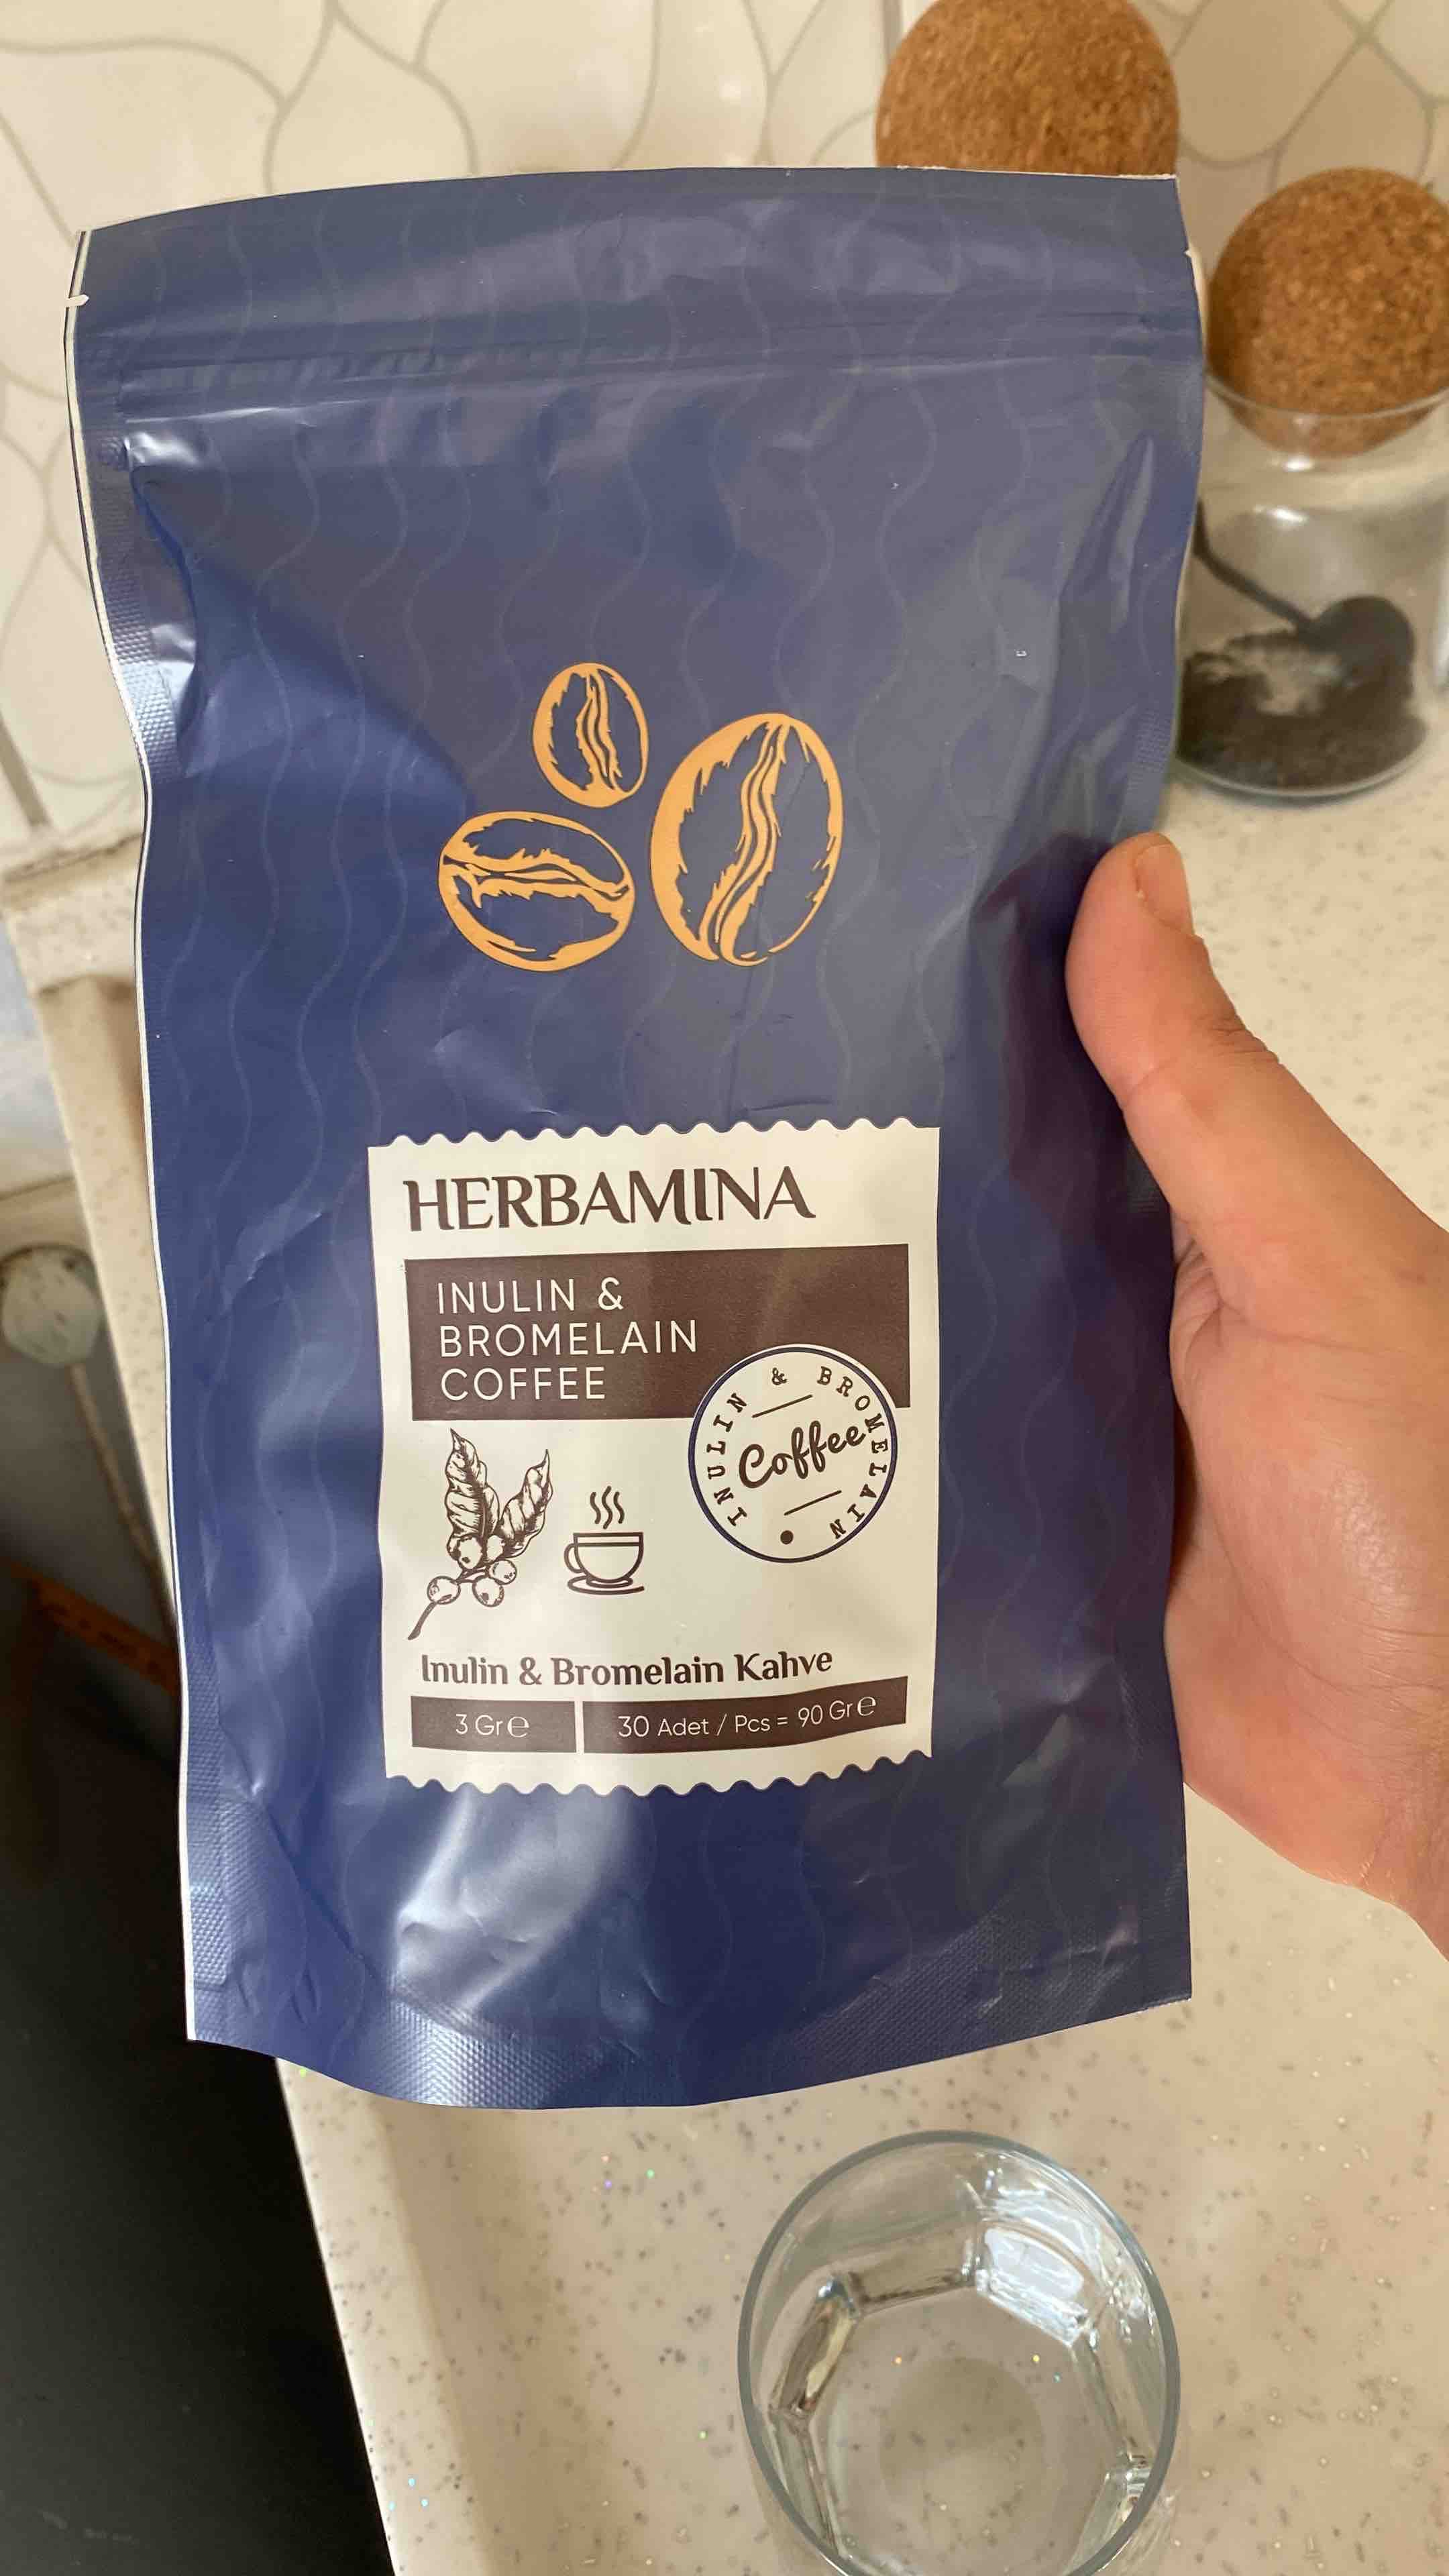 HERBAMINA
INULIN &
BROMELAIN
COFFEE
INULIN & BROMELAIN
Coffee
Inulin & Bromelain Kahve
3 Gr ℮
30 Adet / Pcs = 90 Gr ℮